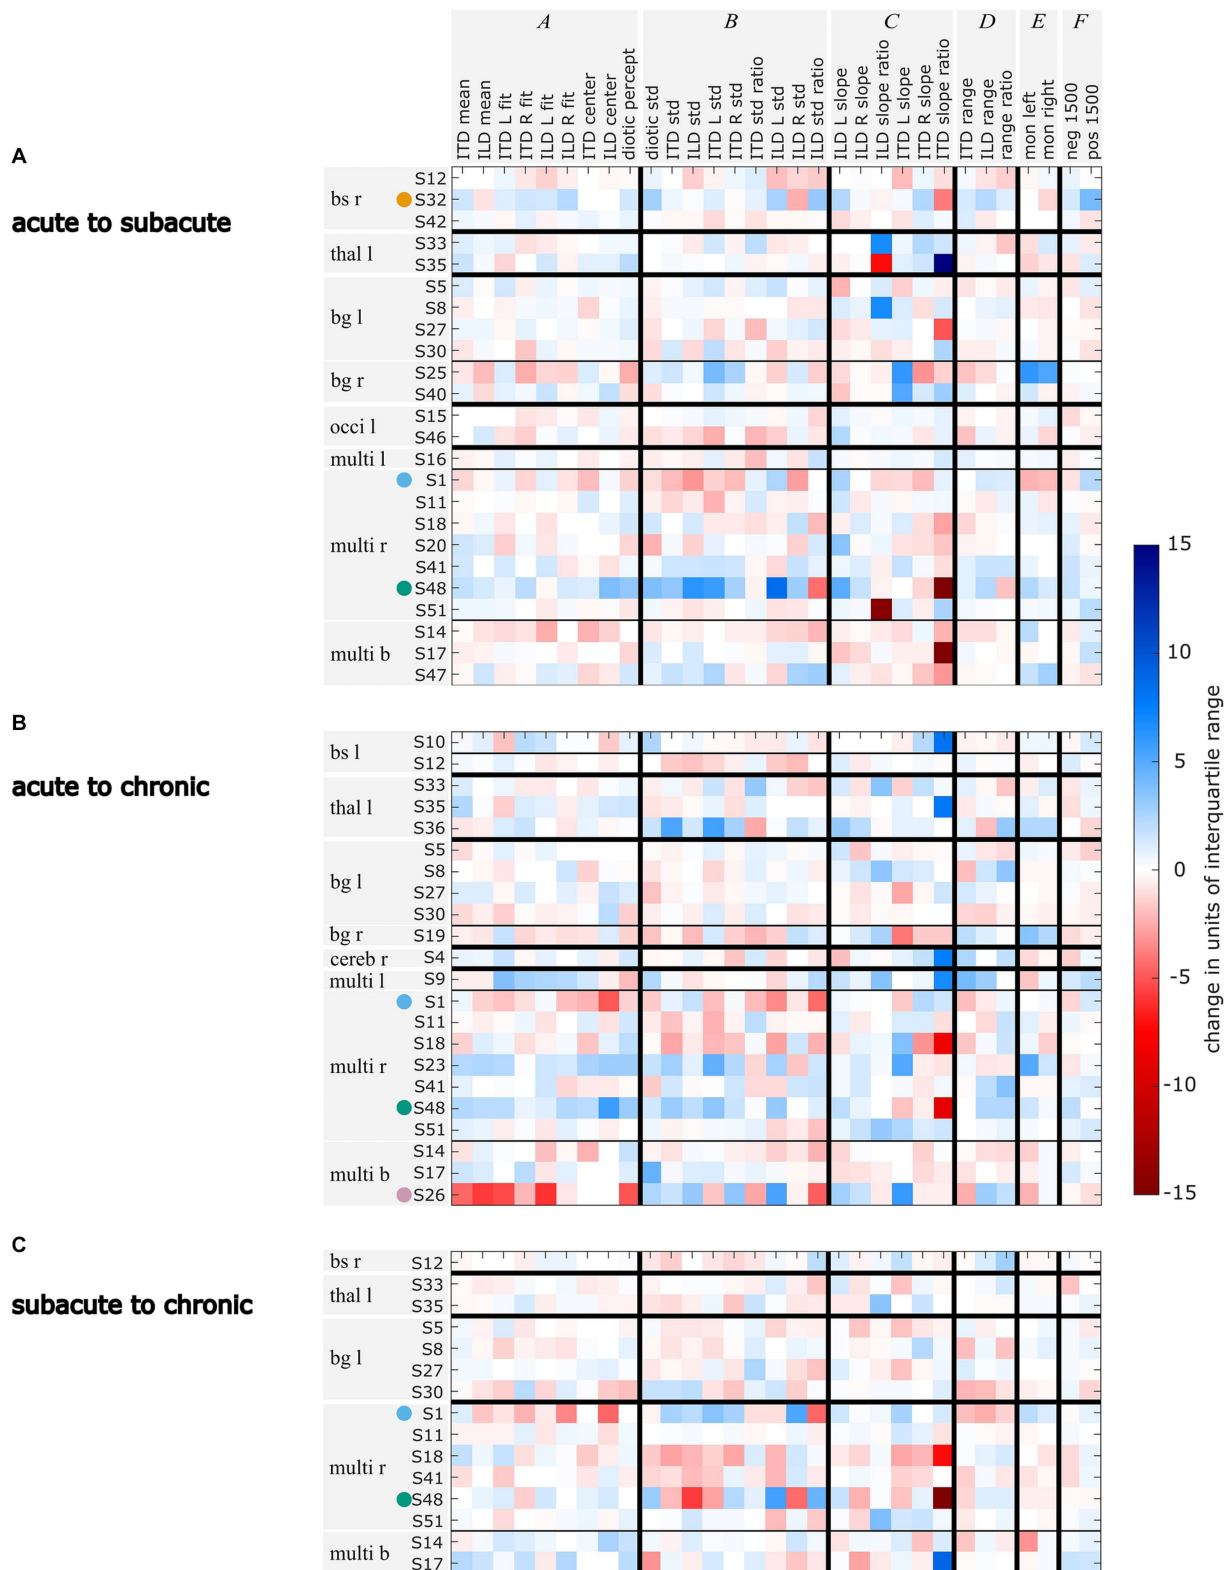 A B C D E F
ITD mean
ILD mean
ITD L fit
ITD R fit
ILD L fit
ILD R fit
ITD center
ILD center
diotic percept
diotic std
ITD std
ILD std
ITD L std
ITD R std
ITD std ratio
ILD L std
ILD R std
ILD std ratio
ILD L slope
ILD R slope
ILD slope ratio
ITD L slope
ITD R slope
ITD slope ratio
ITD range
ILD range
range ratio
mon left
mon right
neg 1500
pos 1500
A
acute to subacute
bs r
S12
S32
S42
thal l
S33
S35
bg l
S5
S8
S27
S30
bg r
S25
S40
occi l
S15
S46
multi l
S16
multi r
S1
S11
S18
S20
S41
S48
S51
multi b
S14
S17
S47
B
acute to chronic
bs l
S10
S12
thal l
S33
S35
S36
bg l
S5
S8
S27
S30
bg r
S19
cereb r
S4
multi l
S9
multi r
S1
S11
S18
S23
S41
S48
S51
multi b
S14
S17
S26
C
subacute to chronic
bs r
S12
thal l
S33
S35
bg l
S5
S8
S27
S30
multi r
S1
S11
S18
S41
S48
S51
multi b
S14
S17
15
10
5
0
-5
-10
-15
change in units of interquartile range